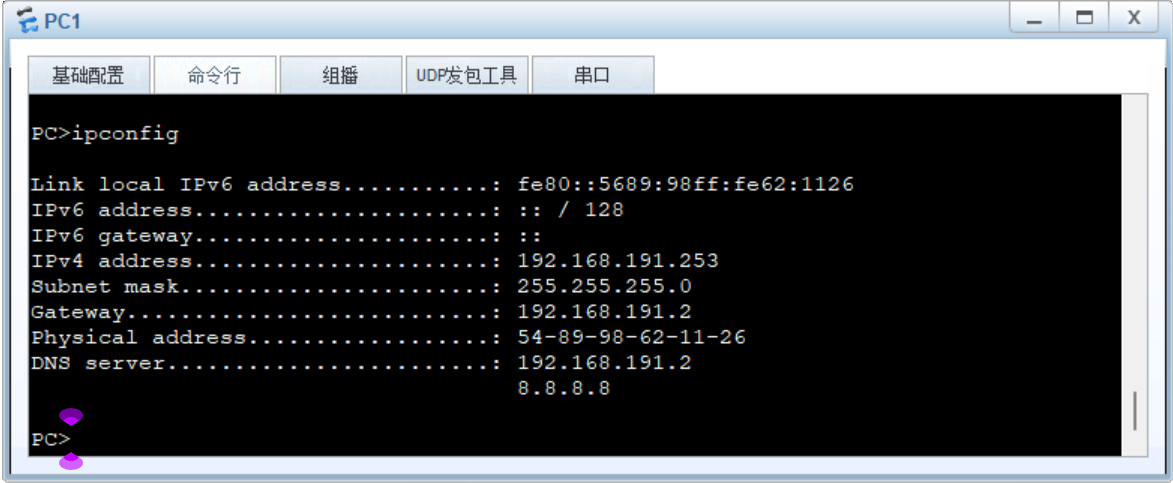 PC1
X
基础配置 命令行 组播 UDP发包工具 串口
PC>ipconfig
Link local IPv6 address...........: fe80::5689:98ff:fe62:1126
IPv6 address......................: :: / 128
IPv6 gateway......................: ::
IPv4 address......................: 192.168.191.253
Subnet mask.......................: 255.255.255.0
Gateway...........................: 192.168.191.2
Physical address..................: 54-89-98-62-11-26
DNS server........................: 192.168.191.2
8.8.8.8
PC>